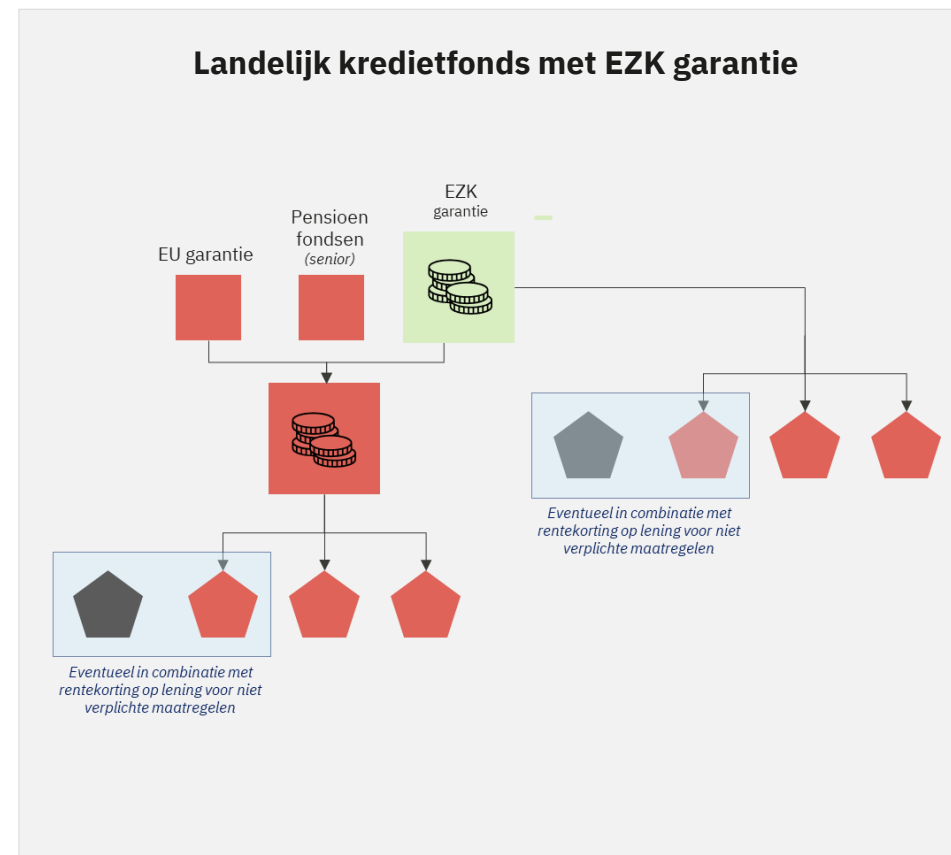 Landelijk kredietfonds met EZK garantie
EZK
garantie
Pensioen
fondsen
(senior)
EU garantie
Eventueel in combinatie met
rentekorting op lening voor niet
verplichte maatregelen
Eventueel in combinatie met
rentekorting op lening voor niet
verplichte maatregelen